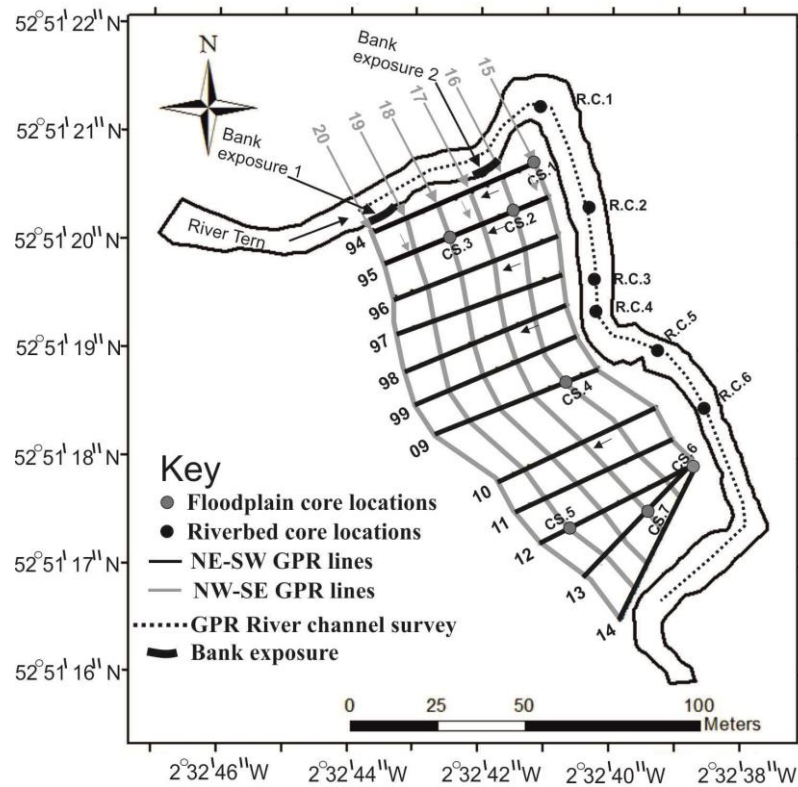 52°51'22"N
52°51'21"N
52°51'20"N
52°51'19"N
52°51'18"N
52°51'17"N
52°51'16"N
N
Bank
exposure 2
Bank
exposure 1
River Tern
20
19
18
17
16
15
94
95
96
97
98
99
09
10
11
12
13
14
CS.1
CS.2
CS.3
CS.4
CS.5
CS.6
CS.7
R.C.1
R.C.2
R.C.3
R.C.4
R.C.5
R.C.6
Key
Floodplain core locations
Riverbed core locations
NE-SW GPR lines
NW-SE GPR lines
GPR River channel survey
Bank exposure
0 25 50 100
Meters
2°32'46"W 2°32'44"W 2°32'42"W 2°32'40"W 2°32'38"W